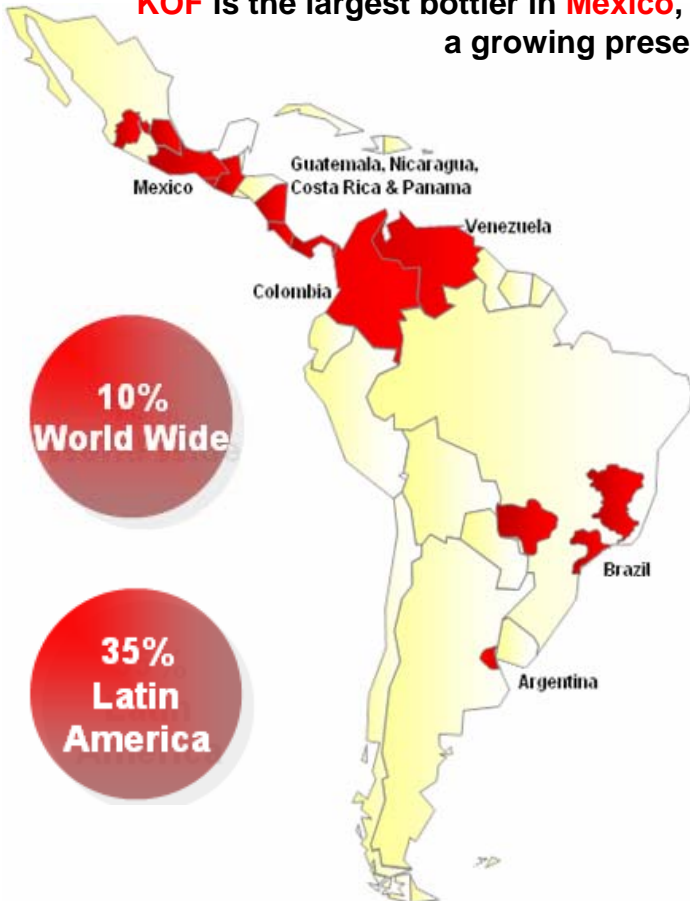 KOF is the largest bottler in Mexico,
a growing prese
Guatemala, Nicaragua,
Mexico
Costa Rica & Panama
Venezuela
Colombia
10%
World Wide
Brazil
35%
Latin
America
Argentina